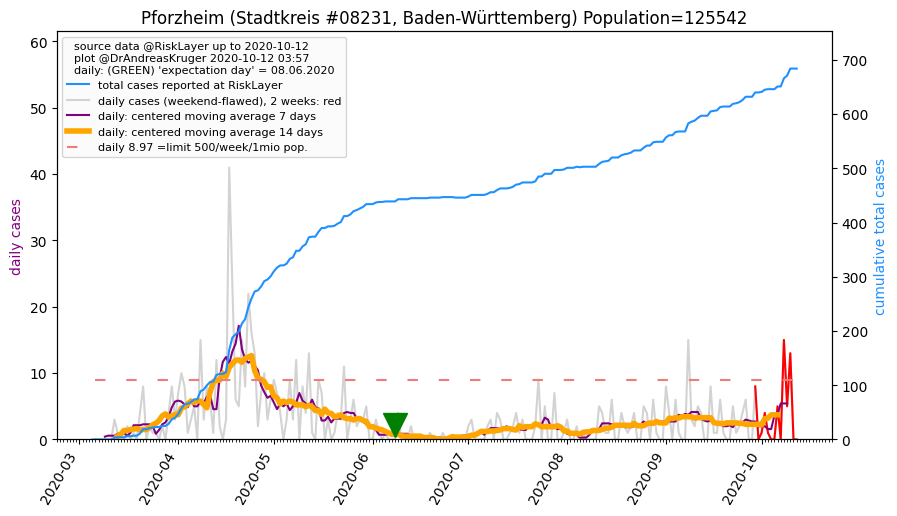 Pforzheim (Stadtkreis #08231, Baden-Württemberg) Population=125542
source data @RiskLayer up to 2020-10-12
plot @DrAndreasKruger 2020-10-12 03:57
daily: (GREEN) 'expectation day' = 08.06.2020
total cases reported at RiskLayer
daily cases (weekend-flawed), 2 weeks: red
daily: centered moving average 7 days
daily: centered moving average 14 days
daily 8.97 =limit 500/week/1mio pop.
daily cases
60
50
40
30
20
10
0
cumulative total cases
700
600
500
400
300
200
100
0
2020-03
2020-04
2020-05
2020-06
2020-07
2020-08
2020-09
2020-10